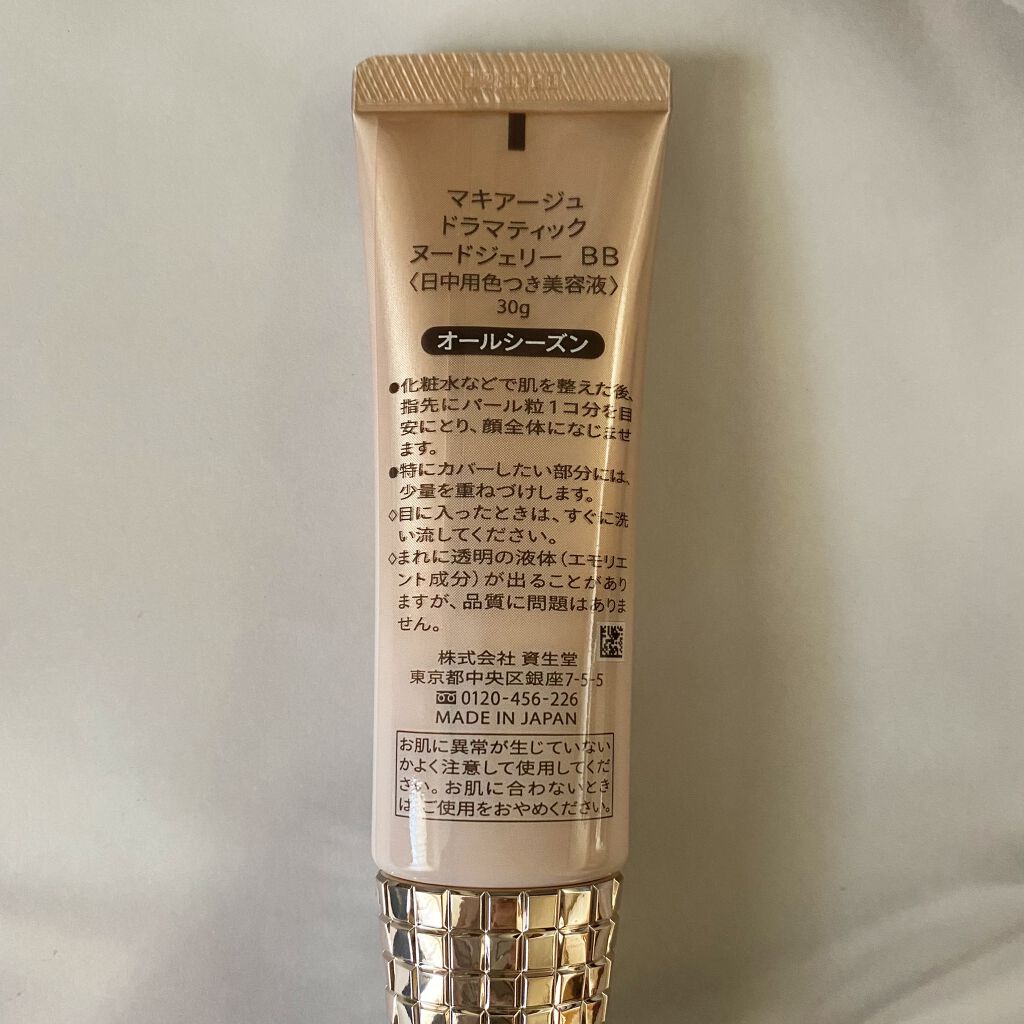 マキアージュ
ドラマティック
ヌードジェリー BB
〈日中用色つき美容液〉
30g
オールシーズン
●化粧水などで肌を整えた後、
指先にパール粒1コ分を目
安にとり、顔全体になじませ
ます。
●特にカバーしたい部分には、
少量を重ねづけします。
◇目に入ったときは、すぐに洗
い流してください。
◇まれに透明の液体(エモリエ
ント成分)が出ることがあり
ますが、品質に問題はありま
せん。
株式会社 資生堂
東京都中央区銀座7-5-5
0120-456-226
MADE IN JAPAN
お肌に異常が生じていない
かよく注意して使用してくだ
さい。お肌に合わないとき
は、ご使用をおやめください。